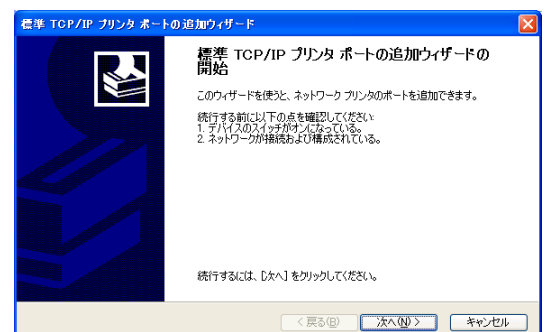 標準 TCP/IP プリンタ ポートの追加ウィザード
標準 TCP/IP プリンタ ポートの追加ウィザードの
開始
このウィザードを使うと、ネットワーク プリンタのポートを追加できます。
続行する前に以下の点を確認してください:
1. デバイスのスイッチがオンになっている。
2. ネットワークが接続および構成されている。
続行するには、[次へ] をクリックしてください。
< 戻る(B)
次へ(N) >
キャンセル